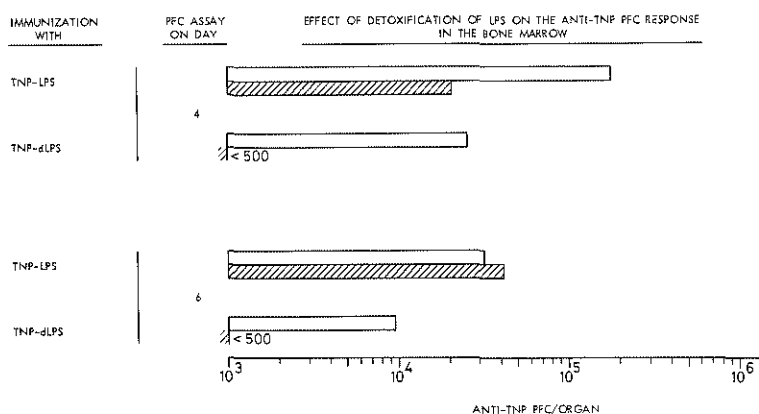 IMMUNIZATION WITH
PFC ASSAY ON DAY
EFFECT OF DETOXIFICATION OF LPS ON THE ANTI-TNP PFC RESPONSE
IN THE BONE MARROW
TNP-LPS
4
TNP-dLPS
< 500
TNP-LPS
6
TNP-dLPS
< 500
10³ 10⁴ 10⁵ 10⁶
ANTI-TNP PFC/ORGAN